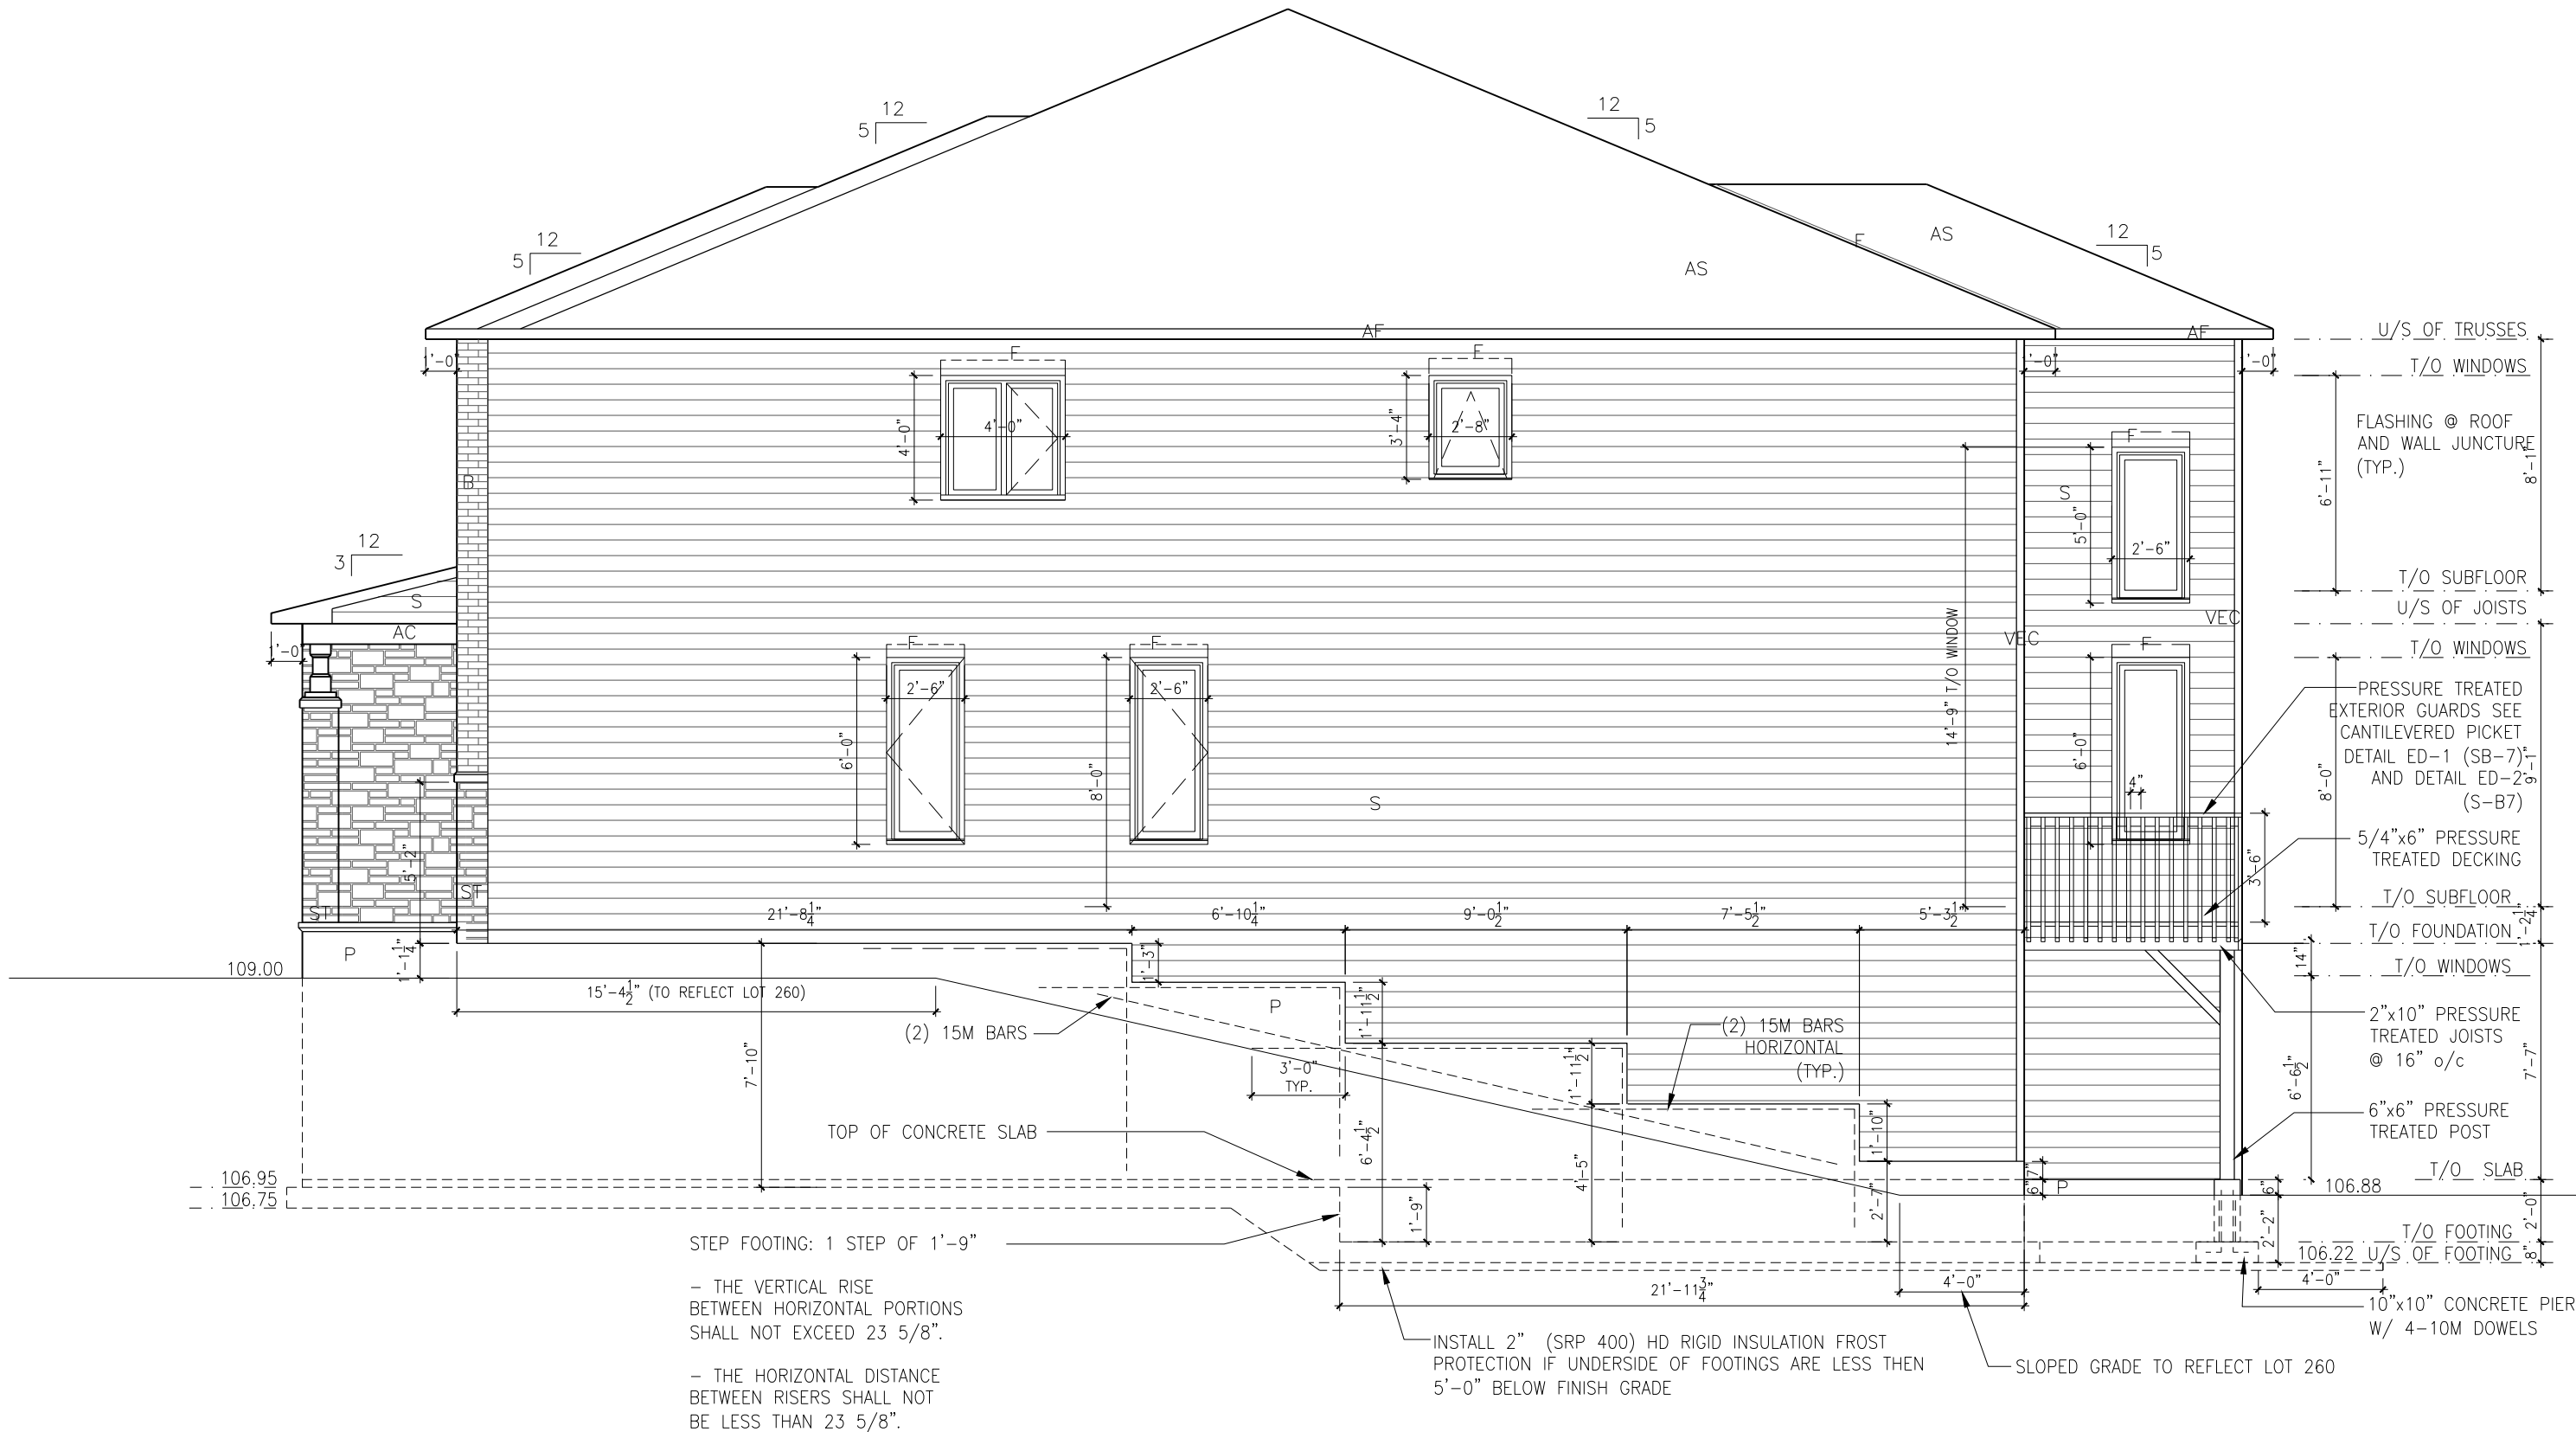 12
5
12
5
12
5
12
5
12
3
AS
AS
F
AF
AF
U/S OF TRUSSES
T/O WINDOWS
FLASHING @ ROOF
AND WALL JUNCTURE
(TYP.)
8'-1"
6'-11"
1'-0"
1'-0"
1'-0"
F
F
F
4'-0"
4'-0"
3'-4"
2'-8"
B
S
5'-0"
2'-6"
T/O SUBFLOOR
U/S OF JOISTS
T/O WINDOWS
VEC
VEC
14'-9" T/O WINDOW
S
AC
1'-0"
F
F
F
2'-6"
2'-6"
6'-0"
8'-0"
6'-0"
4"
S
8'-0"
9'-1"
PRESSURE TREATED
EXTERIOR GUARDS SEE
CANTILEVERED PICKET
DETAIL ED-1 (SB-7)
AND DETAIL ED-2
(S-B7)
5/4"x6" PRESSURE
TREATED DECKING
3'-6"
5'-2"
ST
ST
P
1'-1 1/4"
T/O SUBFLOOR
T/O FOUNDATION
1'-2 1/4"
14"
T/O WINDOWS
21'-8 1/4"
6'-10 1/4"
9'-0 1/2"
7'-5 1/2"
5'-3 1/2"
109.00
15'-4 1/2" (TO REFLECT LOT 260)
1'-3"
P
(2) 15M BARS
1'-11 1/2"
(2) 15M BARS
HORIZONTAL
(TYP.)
2"x10" PRESSURE
TREATED JOISTS
@ 16" o/c
7'-7"
6'-6 1/2"
7'-10"
3'-0"
TYP.
1'-11 1/2"
6"x6" PRESSURE
TREATED POST
TOP OF CONCRETE SLAB
6'-4 1/2"
4'-5"
1'-10"
T/O SLAB
106.95
106.75
7"
6"
P
6"
106.88
1'-9"
2'-7"
2'-2"
2'-0"
8"
STEP FOOTING: 1 STEP OF 1'-9"
T/O FOOTING
106.22 U/S OF FOOTING
- THE VERTICAL RISE
BETWEEN HORIZONTAL PORTIONS
SHALL NOT EXCEED 23 5/8".
21'-11 3/4"
4'-0"
4'-0"
10"x10" CONCRETE PIER
W/ 4-10M DOWELS
INSTALL 2" (SRP 400) HD RIGID INSULATION FROST
PROTECTION IF UNDERSIDE OF FOOTINGS ARE LESS THEN
5'-0" BELOW FINISH GRADE
SLOPED GRADE TO REFLECT LOT 260
- THE HORIZONTAL DISTANCE
BETWEEN RISERS SHALL NOT
BE LESS THAN 23 5/8".